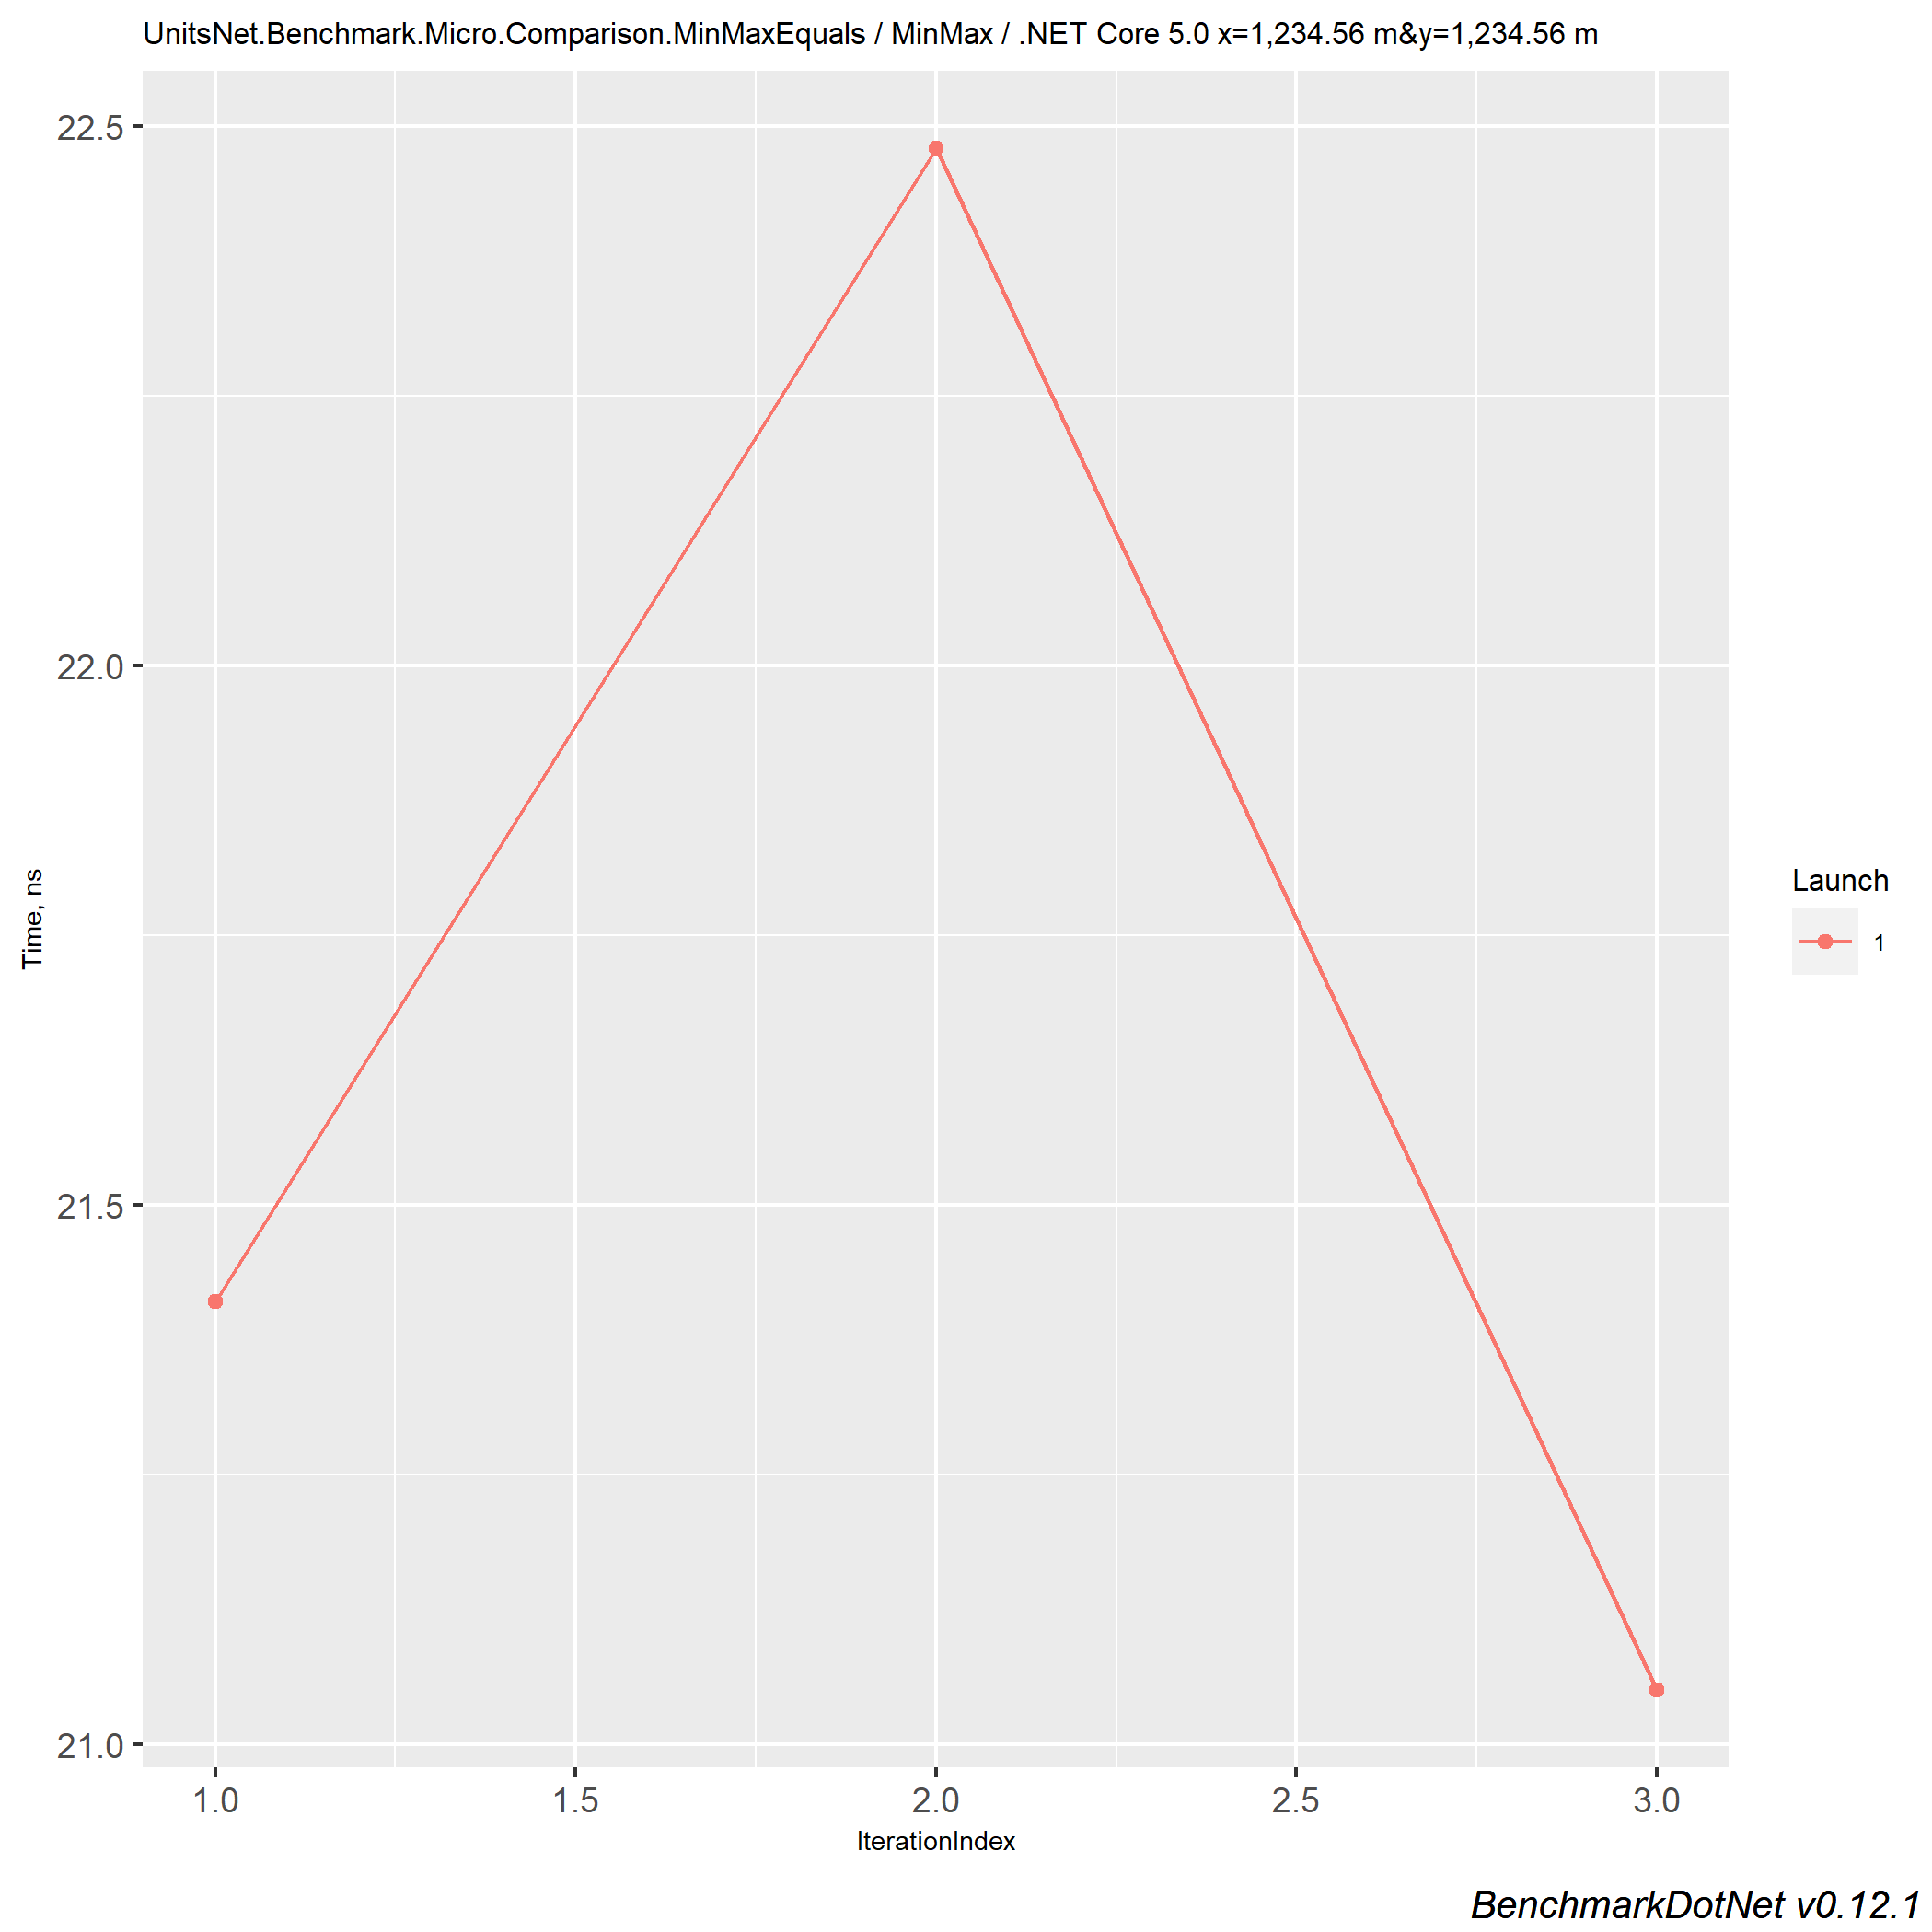 UnitsNet.Benchmark.Micro.Comparison.MinMaxEquals / MinMax / .NET Core 5.0 x=1,234.56 m&y=1,234.56 m
22.5
22.0
21.5
21.0
Time, ns
1.0 1.5 2.0 2.5 3.0
IterationIndex
Launch
1
BenchmarkDotNet v0.12.1